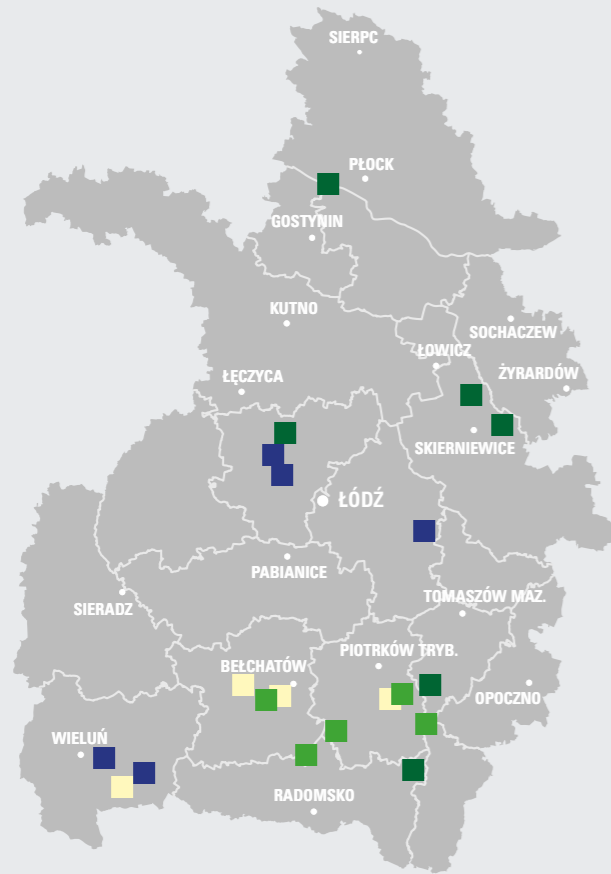 SIERPC
PŁOCK
GOSTYNIN
KUTNO
SOCHACZEW
ŁOWICZ
ŻYRARDÓW
ŁĘCZYCA
SKIERNIEWICE
ŁÓDŹ
PABIANICE
TOMASZÓW MAZ.
SIERADZ
PIOTRKÓW TRYB.
BEŁCHATÓW
OPOCZNO
WIELUŃ
RADOMSKO